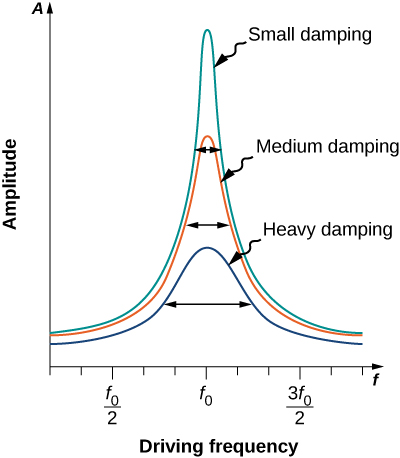 A
Small damping
Medium damping
Heavy damping
Amplitude
f
f₀/2
f₀
3f₀/2
Driving frequency